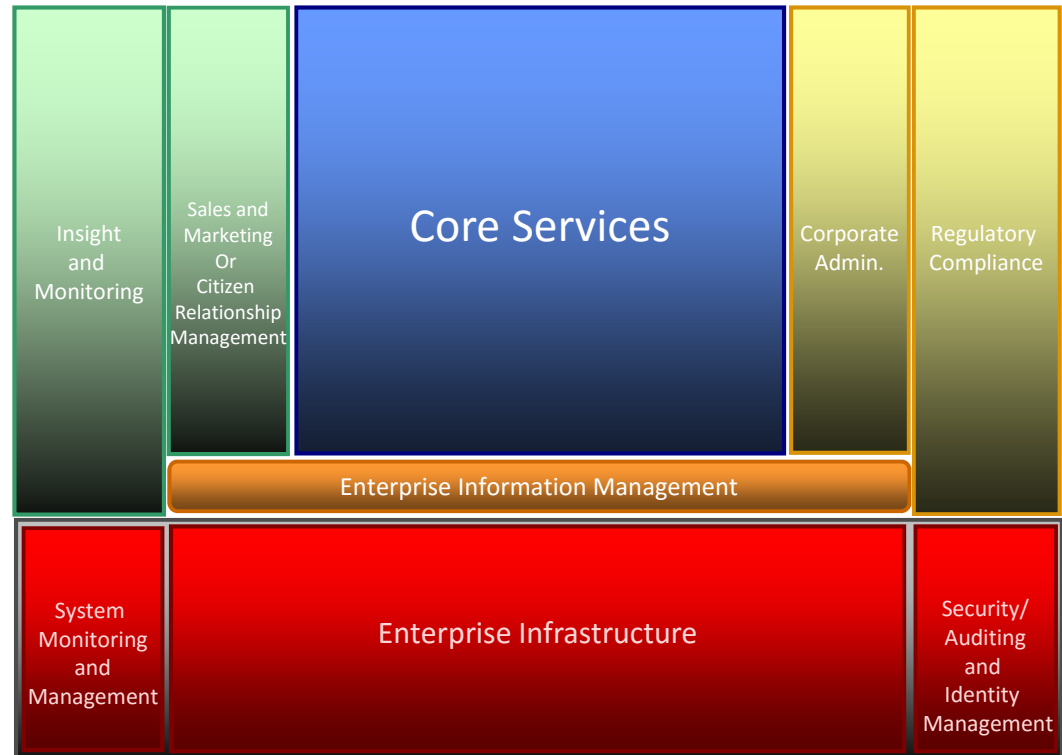 Insight
and
Monitoring
Sales and
Marketing
Or
Citizen
Relationship
Management
Core Services
Corporate
Admin.
Regulatory
Compliance
Enterprise Information Management
System
Monitoring
and
Management
Enterprise Infrastructure
Security/
Auditing
and
Identity
Management